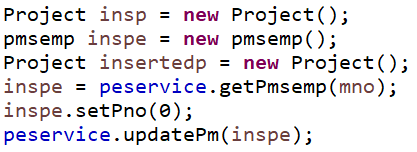 Project insp = new Project();
pmsemp inspe = new pmsemp();
Project insertedp = new Project();
inspe = peservice.getPmsemp(mno);
inspe.setPno(0);
peservice.updatePm(inspe);